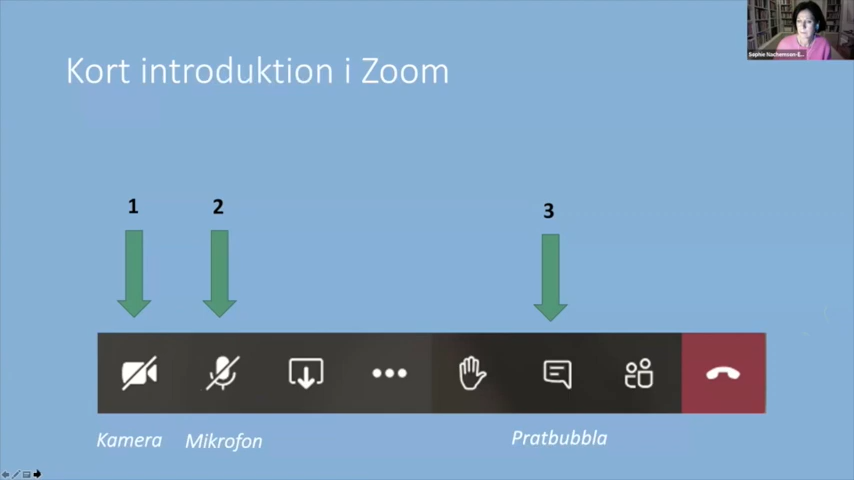 Kort introduktion i Zoom
1
2
3
Kamera
Mikrofon
Pratbubbla